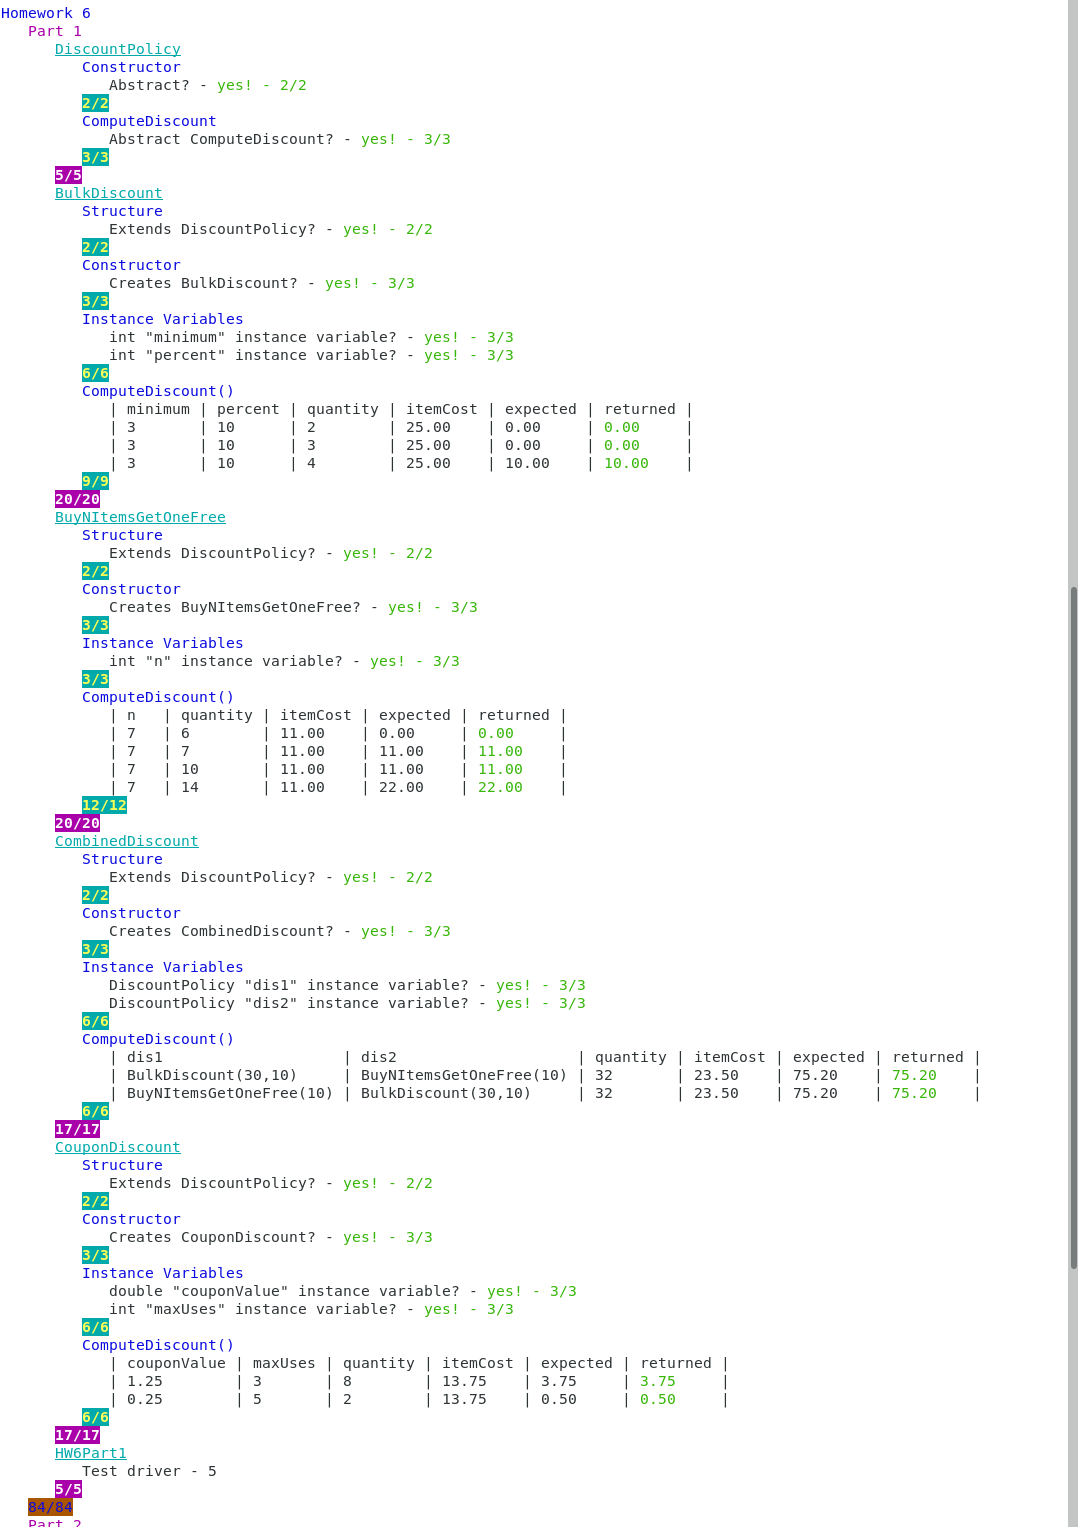 Homework 6
Part 1
DiscountPolicy
Constructor
Abstract? - yes! - 2/2
2/2
ComputeDiscount
Abstract ComputeDiscount? - yes! - 3/3
3/3
5/5
BulkDiscount
Structure
Extends DiscountPolicy? - yes! - 2/2
2/2
Constructor
Creates BulkDiscount? - yes! - 3/3
3/3
Instance Variables
int "minimum" instance variable? - yes! - 3/3
int "percent" instance variable? - yes! - 3/3
6/6
ComputeDiscount()
| minimum | percent | quantity | itemCost | expected | returned |
| 3 | 10 | 2 | 25.00 | 0.00 | 0.00 |
| 3 | 10 | 3 | 25.00 | 0.00 | 0.00 |
| 3 | 10 | 4 | 25.00 | 10.00 | 10.00 |
9/9
20/20
BuyNItemsGetOneFree
Structure
Extends DiscountPolicy? - yes! - 2/2
2/2
Constructor
Creates BuyNItemsGetOneFree? - yes! - 3/3
3/3
Instance Variables
int "n" instance variable? - yes! - 3/3
3/3
ComputeDiscount()
| n | quantity | itemCost | expected | returned |
| 7 | 6 | 11.00 | 0.00 | 0.00 |
| 7 | 7 | 11.00 | 11.00 | 11.00 |
| 7 | 10 | 11.00 | 11.00 | 11.00 |
| 7 | 14 | 11.00 | 22.00 | 22.00 |
12/12
20/20
CombinedDiscount
Structure
Extends DiscountPolicy? - yes! - 2/2
2/2
Constructor
Creates CombinedDiscount? - yes! - 3/3
3/3
Instance Variables
DiscountPolicy "dis1" instance variable? - yes! - 3/3
DiscountPolicy "dis2" instance variable? - yes! - 3/3
6/6
ComputeDiscount()
| dis1 | dis2 | quantity | itemCost | expected | returned |
| BulkDiscount(30,10) | BuyNItemsGetOneFree(10) | 32 | 23.50 | 75.20 | 75.20 |
| BuyNItemsGetOneFree(10) | BulkDiscount(30,10) | 32 | 23.50 | 75.20 | 75.20 |
6/6
17/17
CouponDiscount
Structure
Extends DiscountPolicy? - yes! - 2/2
2/2
Constructor
Creates CouponDiscount? - yes! - 3/3
3/3
Instance Variables
double "couponValue" instance variable? - yes! - 3/3
int "maxUses" instance variable? - yes! - 3/3
6/6
ComputeDiscount()
| couponValue | maxUses | quantity | itemCost | expected | returned |
| 1.25 | 3 | 8 | 13.75 | 3.75 | 3.75 |
| 0.25 | 5 | 2 | 13.75 | 0.50 | 0.50 |
6/6
17/17
HW6Part1
Test driver - 5
5/5
84/84
Part 2